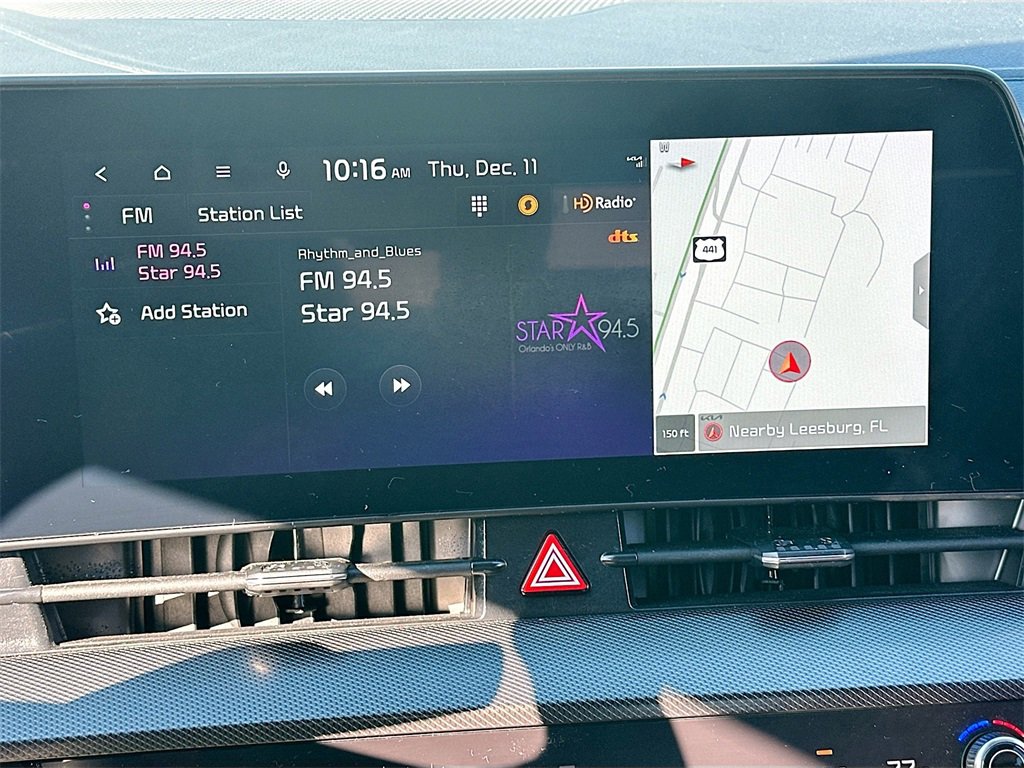 10:16 AM Thu, Dec. 11
FM Station List
HD Radio
dts
FM 94.5
Star 94.5
Add Station
Rhythm_and_Blues
FM 94.5
Star 94.5
STAR 94.5
Orlando's ONLY R&B
441
150 ft
Nearby Leesburg, FL